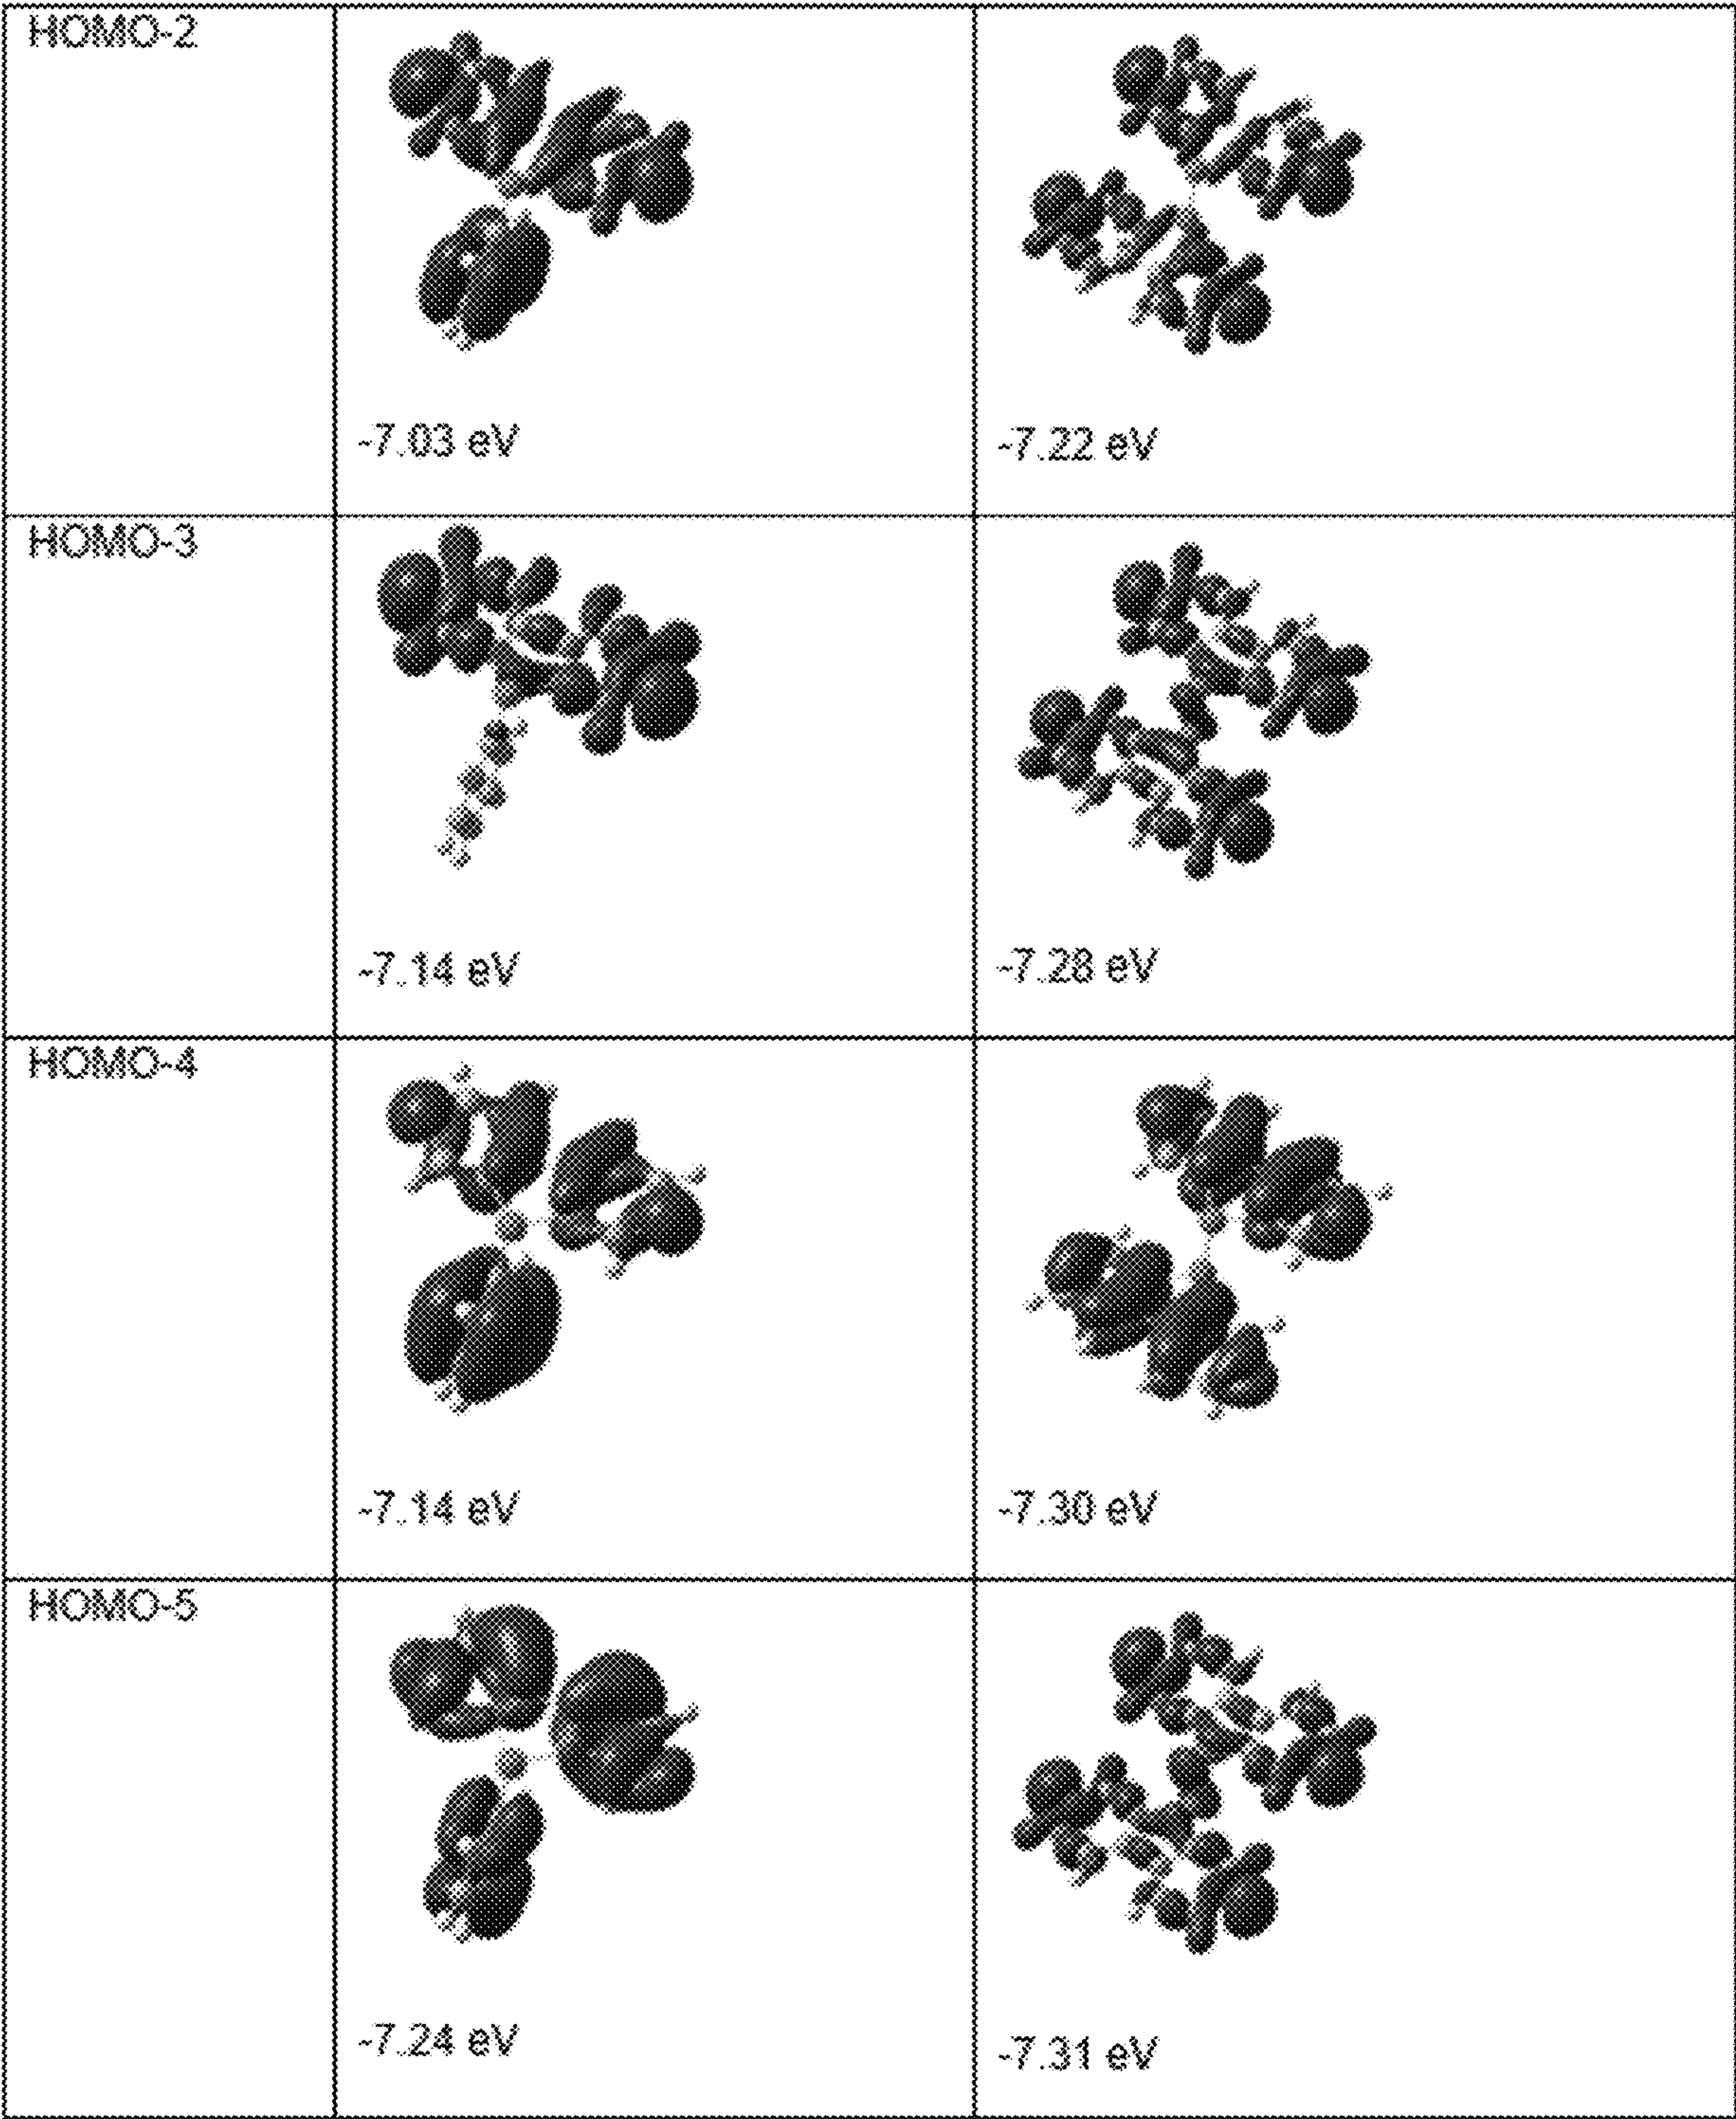 HOMO-2
-7.03 eV
-7.22 eV
HOMO-3
-7.14 eV
-7.28 eV
HOMO-4
-7.14 eV
-7.30 eV
HOMO-5
-7.24 eV
-7.31 eV